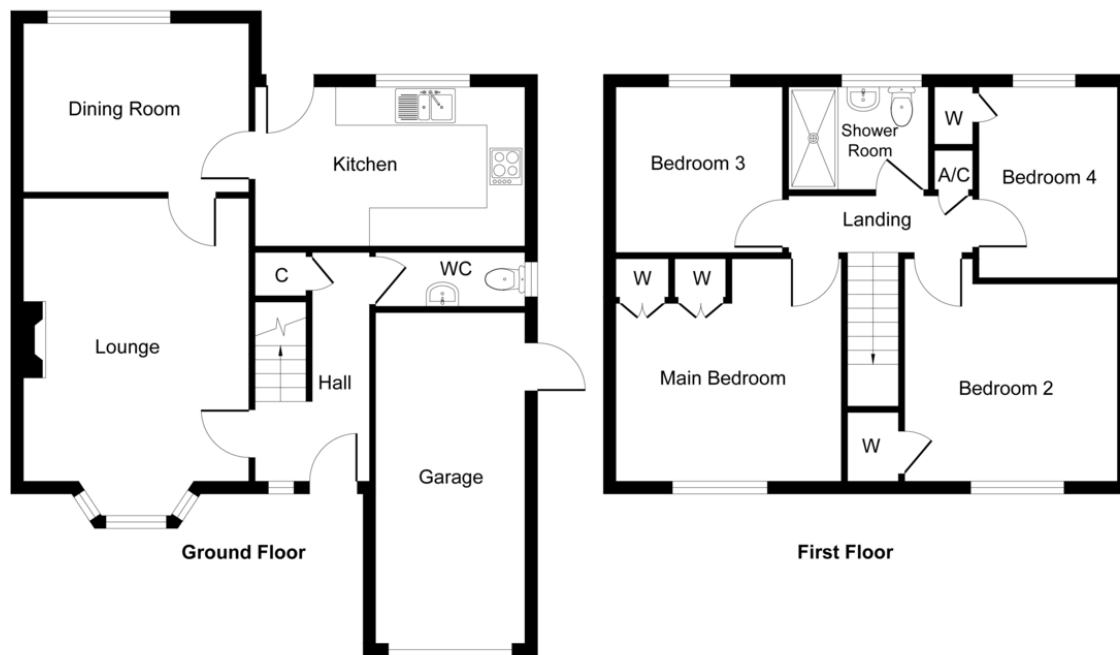 Dining Room
Kitchen
C
WC
Lounge
Hall
Garage
Ground Floor
Bedroom 3
Shower
Room
W
A/C
Bedroom 4
Landing
W
W
Main Bedroom
Bedroom 2
W
First Floor